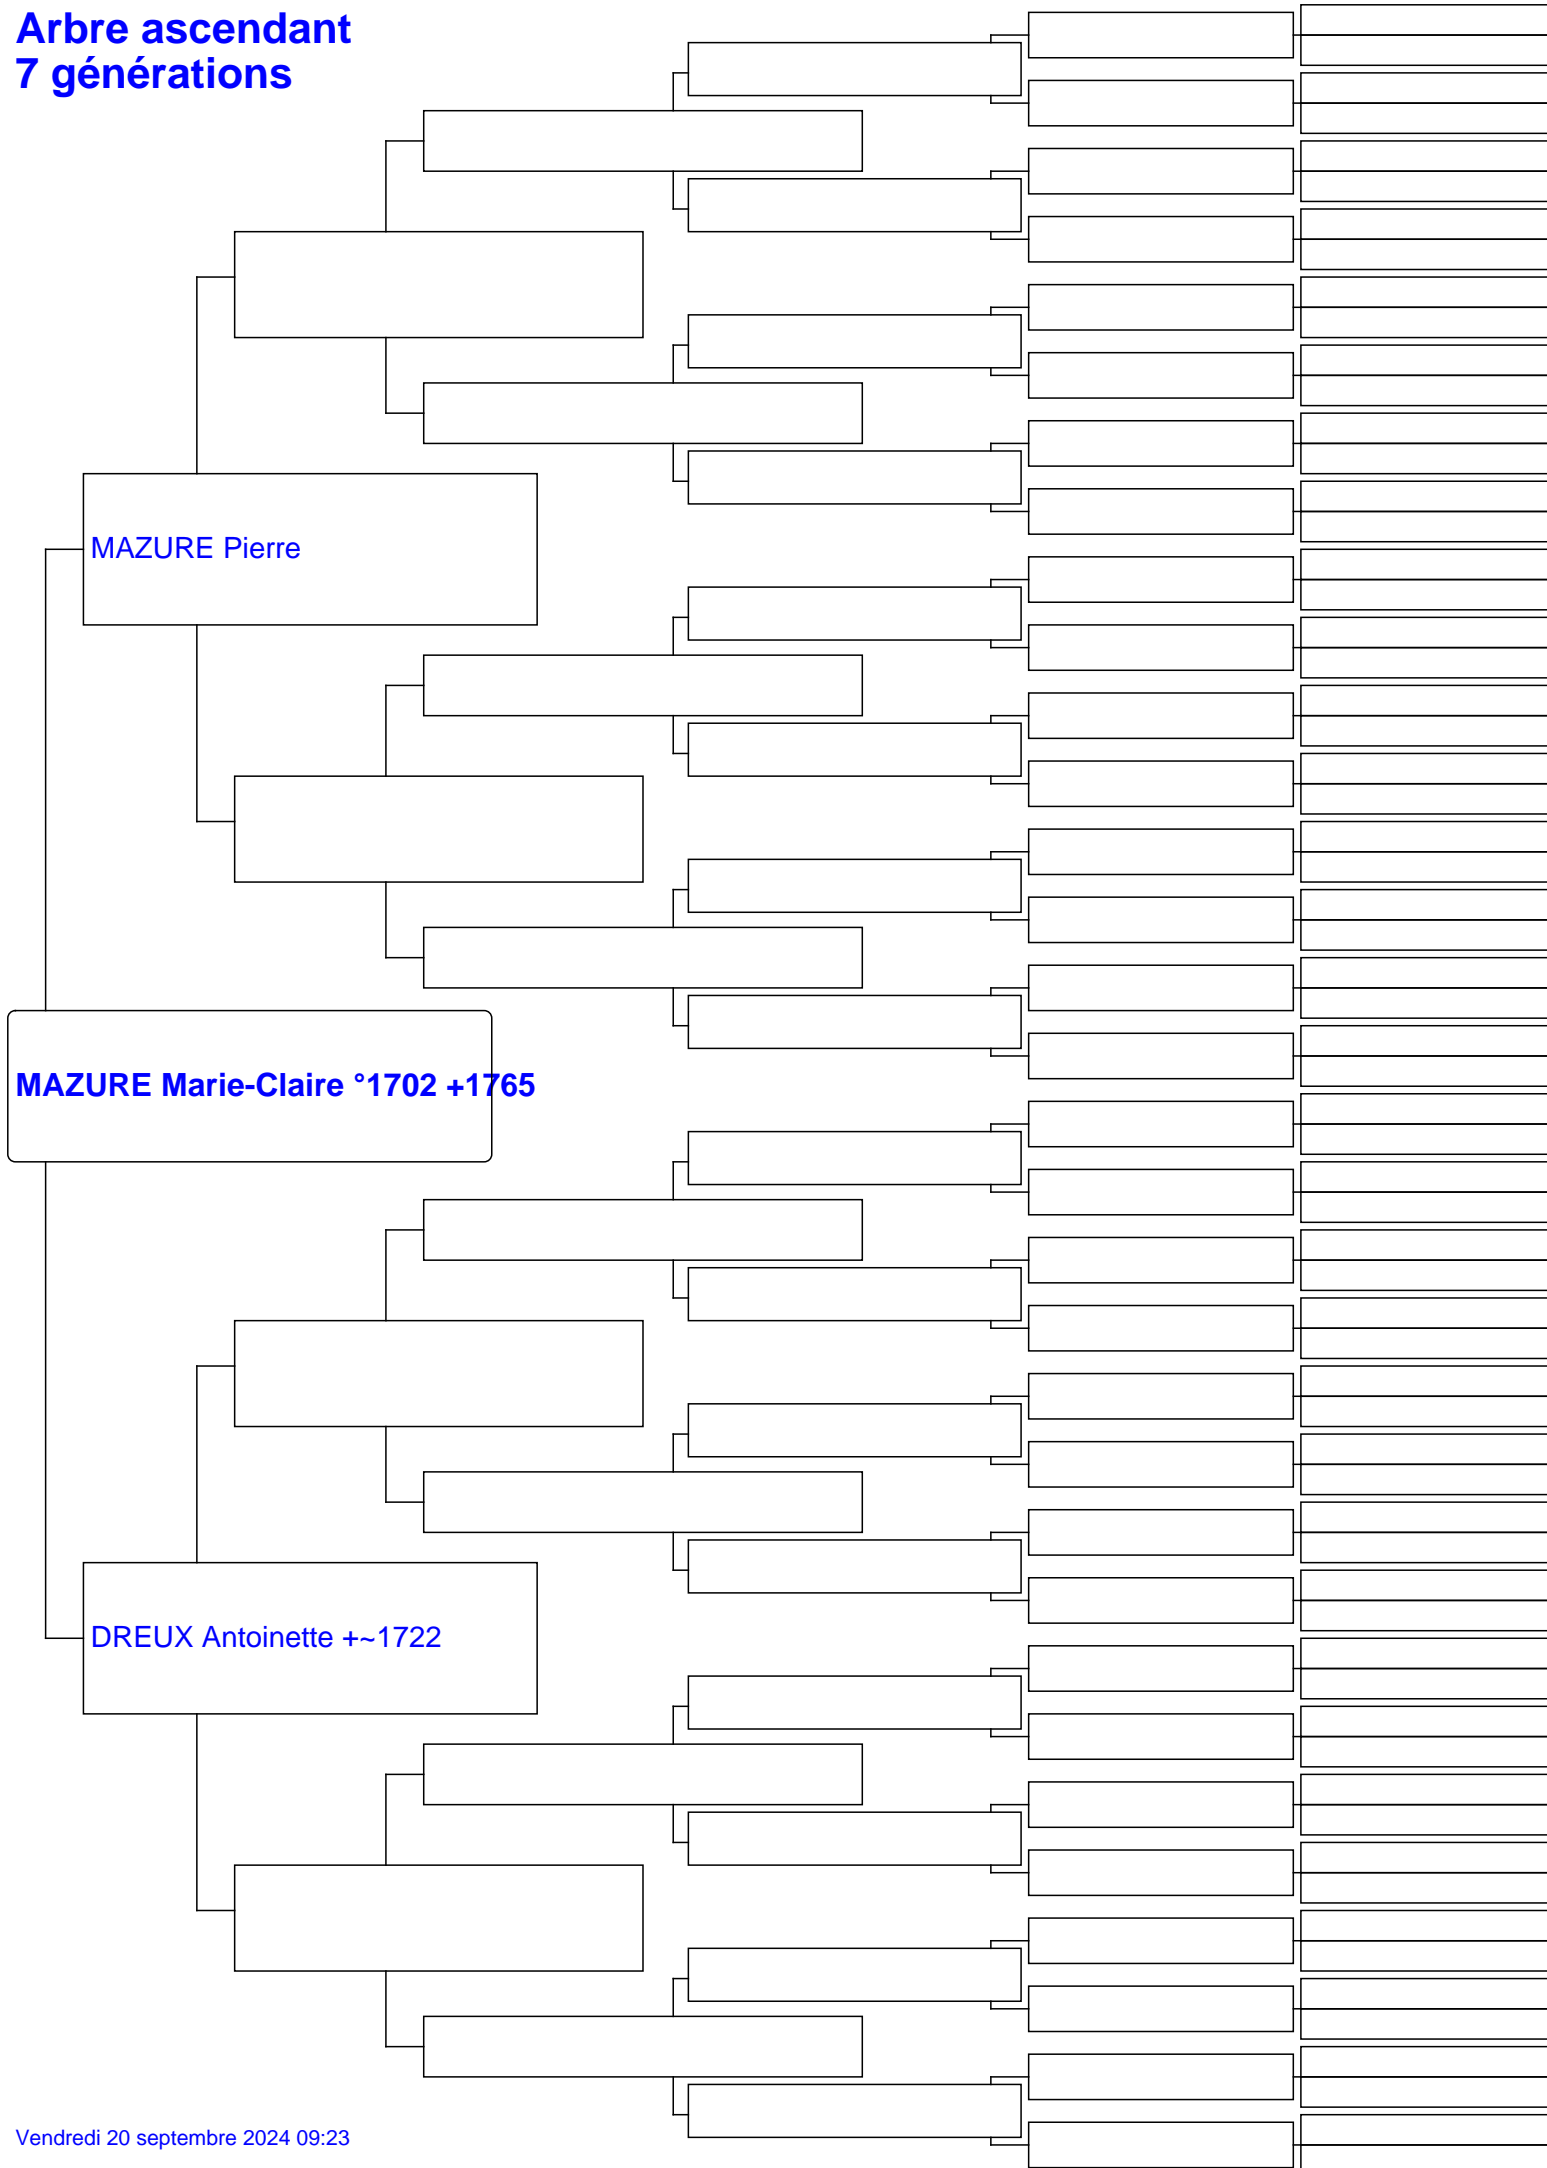 Arbre ascendant
7 générations
MAZURE Pierre
MAZURE Marie-Claire °1702 +1765
DREUX Antoinette +~1722
Vendredi 20 septembre 2024 09:23